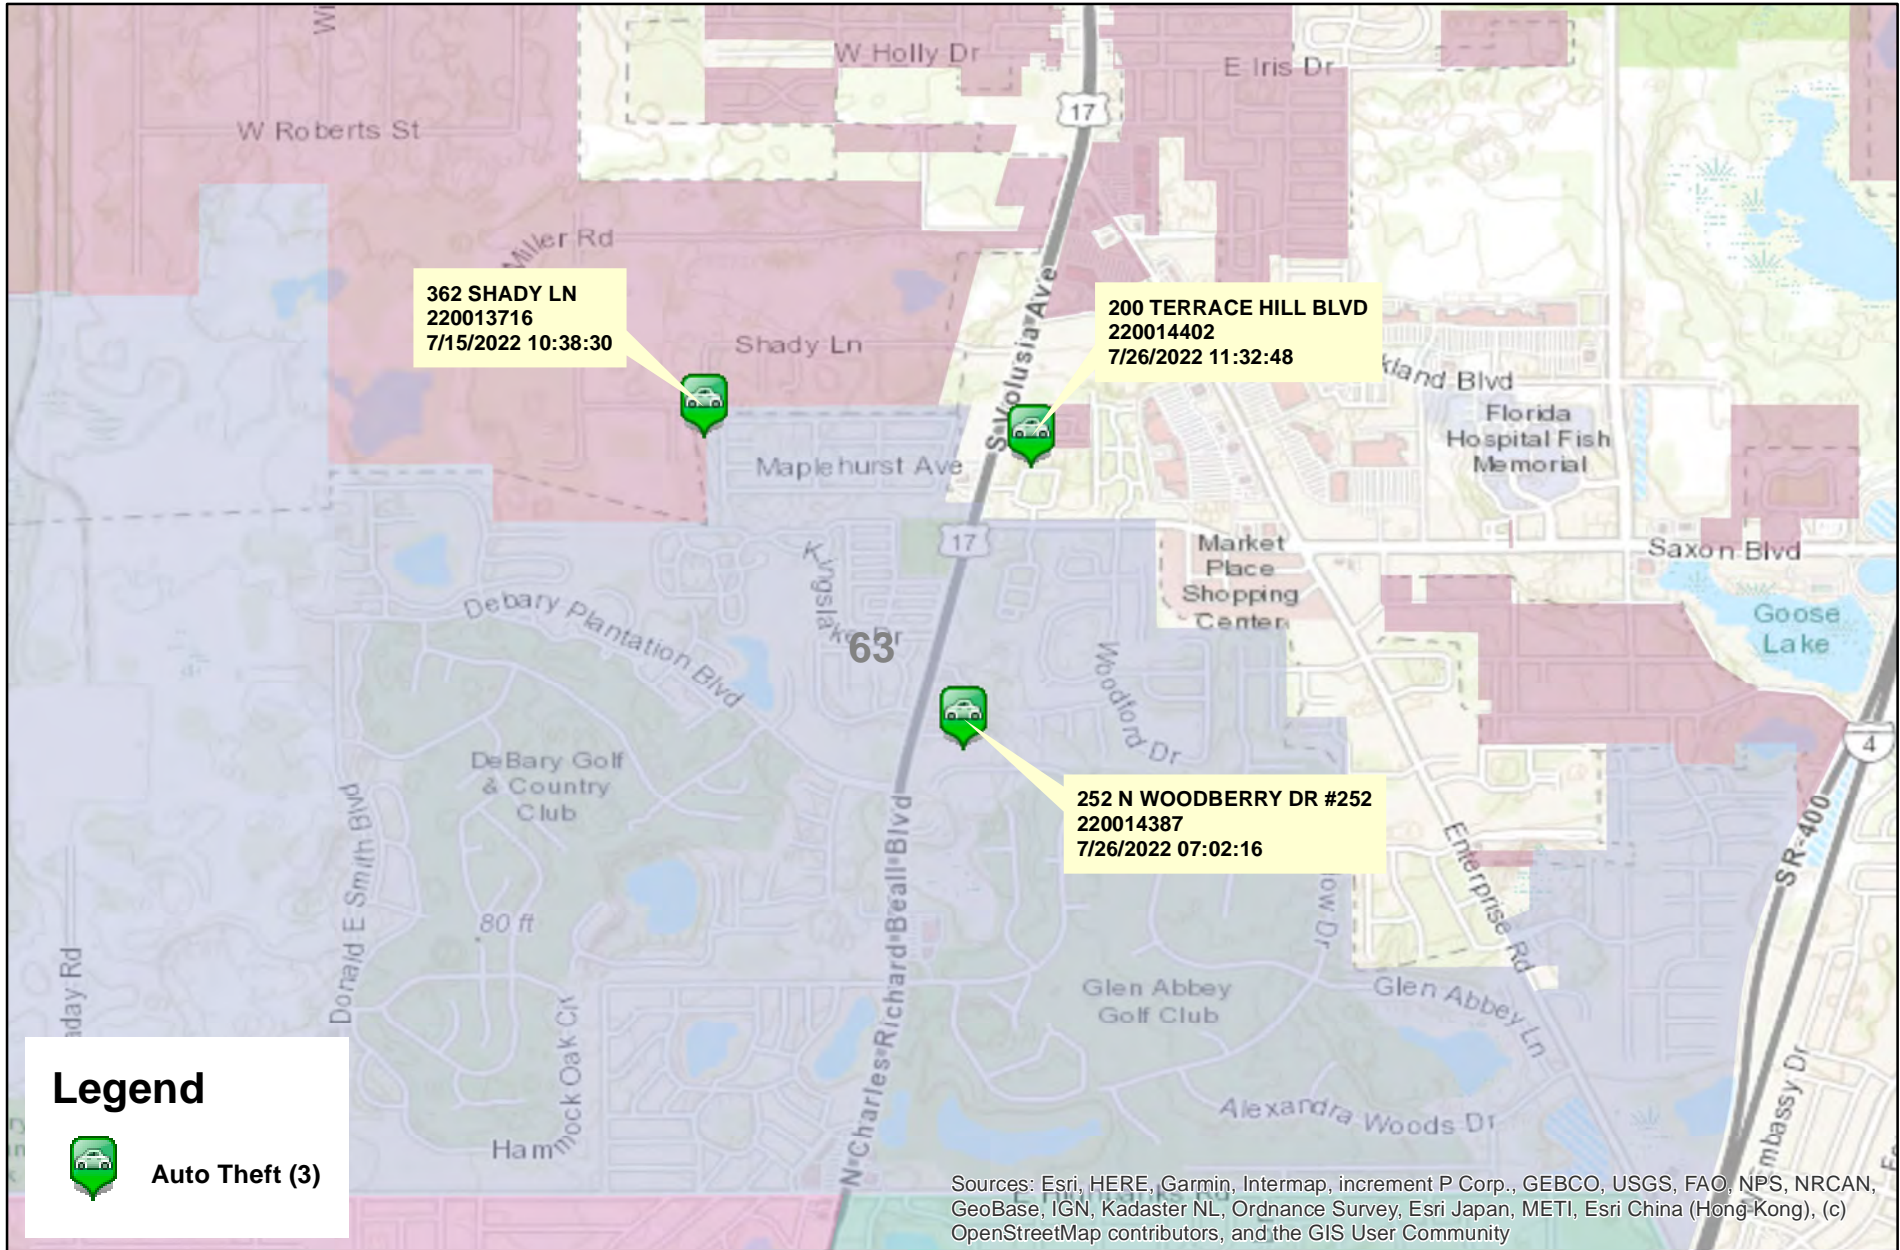 W Holly Dr
E Iris Dr
17
W Roberts St
Miller Rd
362 SHADY LN
220013716
7/15/2022 10:38:30
Shady Ln
S Volusia Ave
200 TERRACE HILL BLVD
220014402
7/26/2022 11:32:48
Blvd
Florida
Hospital Fish
Memorial
Maplehurst Ave
17
Market
Place
Shopping
Center
Saxon Blvd
Goose
Lake
Debary Plantation Blvd
Kingslake Dr
63
Woodford Dr
4
DeBary Golf
& Country
Club
252 N WOODBERRY DR #252
220014387
7/26/2022 07:02:16
Donald E Smith Blvd
80 ft
N Charles Richard Beall Blvd
Enterprise Rd
SR-400
Glen Abbey
Golf Club
Glen Abbey Ln
Hammock Oak Cir
Alexandra Woods Dr
Legend
Auto Theft (3)
E Highbanks Rd
Sources: Esri, HERE, Garmin, Intermap, increment P Corp., GEBCO, USGS, FAO, NPS, NRCAN,
GeoBase, IGN, Kadaster NL, Ordnance Survey, Esri Japan, METI, Esri China (Hong Kong), (c)
OpenStreetMap contributors, and the GIS User Community